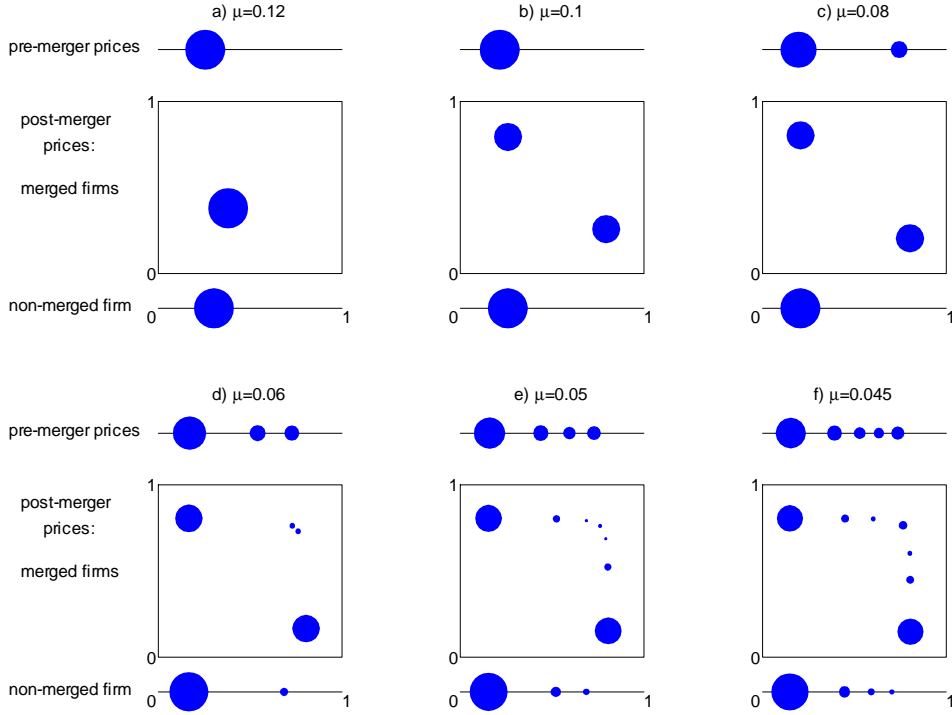 a) μ=0.12
b) μ=0.1
c) μ=0.08
pre-merger prices
1
1
1
post-merger
prices:
merged firms
0
0
0
non-merged firm
0
1
0
1
0
1
d) μ=0.06
e) μ=0.05
f) μ=0.045
pre-merger prices
1
1
1
post-merger
prices:
merged firms
0
0
0
non-merged firm
0
1
0
1
0
1